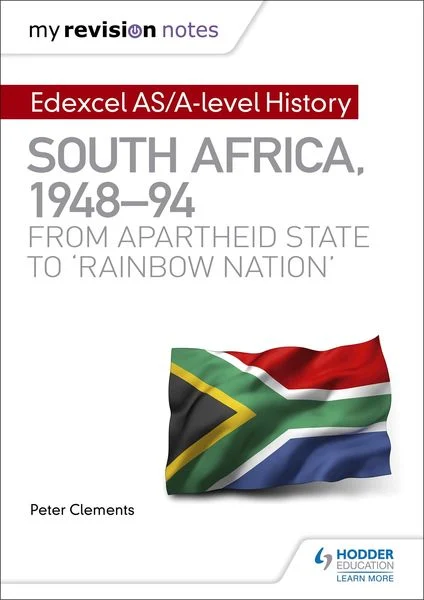 my revision notes
Edexcel AS/A-level History
SOUTH AFRICA,
1948–94
FROM APARTHEID STATE
TO ‘RAINBOW NATION’
Peter Clements
HODDER
EDUCATION
LEARN MORE